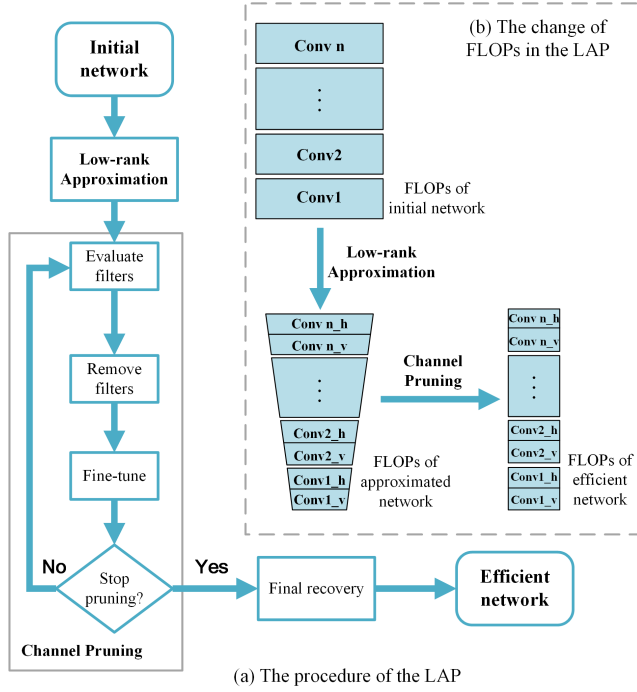 Initial
network
Low-rank
Approximation
Evaluate
filters
Remove
filters
Fine-tune
Stop
pruning?
No
Yes
Channel Pruning
Final recovery
Efficient
network
(a) The procedure of the LAP
(b) The change of
FLOPs in the LAP
Conv n
⋮
Conv2
Conv1
FLOPs of
initial network
Low-rank
Approximation
Conv n_h
Conv n_v
⋮
Conv2_h
Conv2_v
Conv1_h
Conv1_v
FLOPs of
approximated
network
Channel
Pruning
Conv n_h
Conv n_v
⋮
Conv2_h
Conv2_v
Conv1_h
Conv1_v
FLOPs of
efficient
network